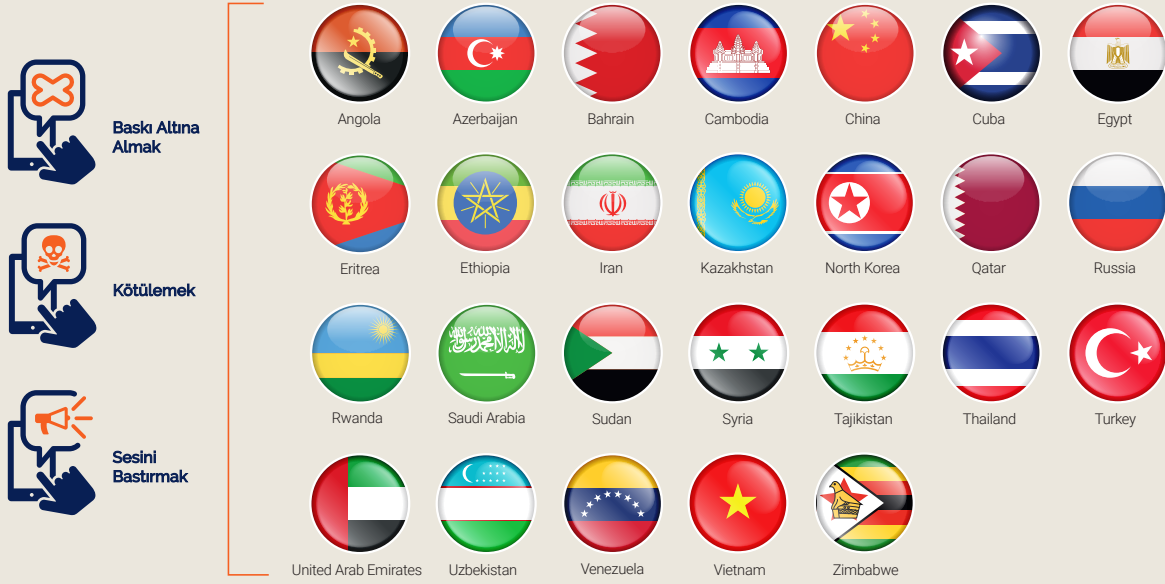 Baskı Altına
Almak
Kötülemek
Sesini
Bastırmak
Angola
Azerbaijan
Bahrain
Cambodia
China
Cuba
Egypt
Eritrea
Ethiopia
Iran
Kazakhstan
North Korea
Qatar
Russia
Rwanda
Saudi Arabia
Sudan
Syria
Tajikistan
Thailand
Turkey
United Arab Emirates
Uzbekistan
Venezuela
Vietnam
Zimbabwe